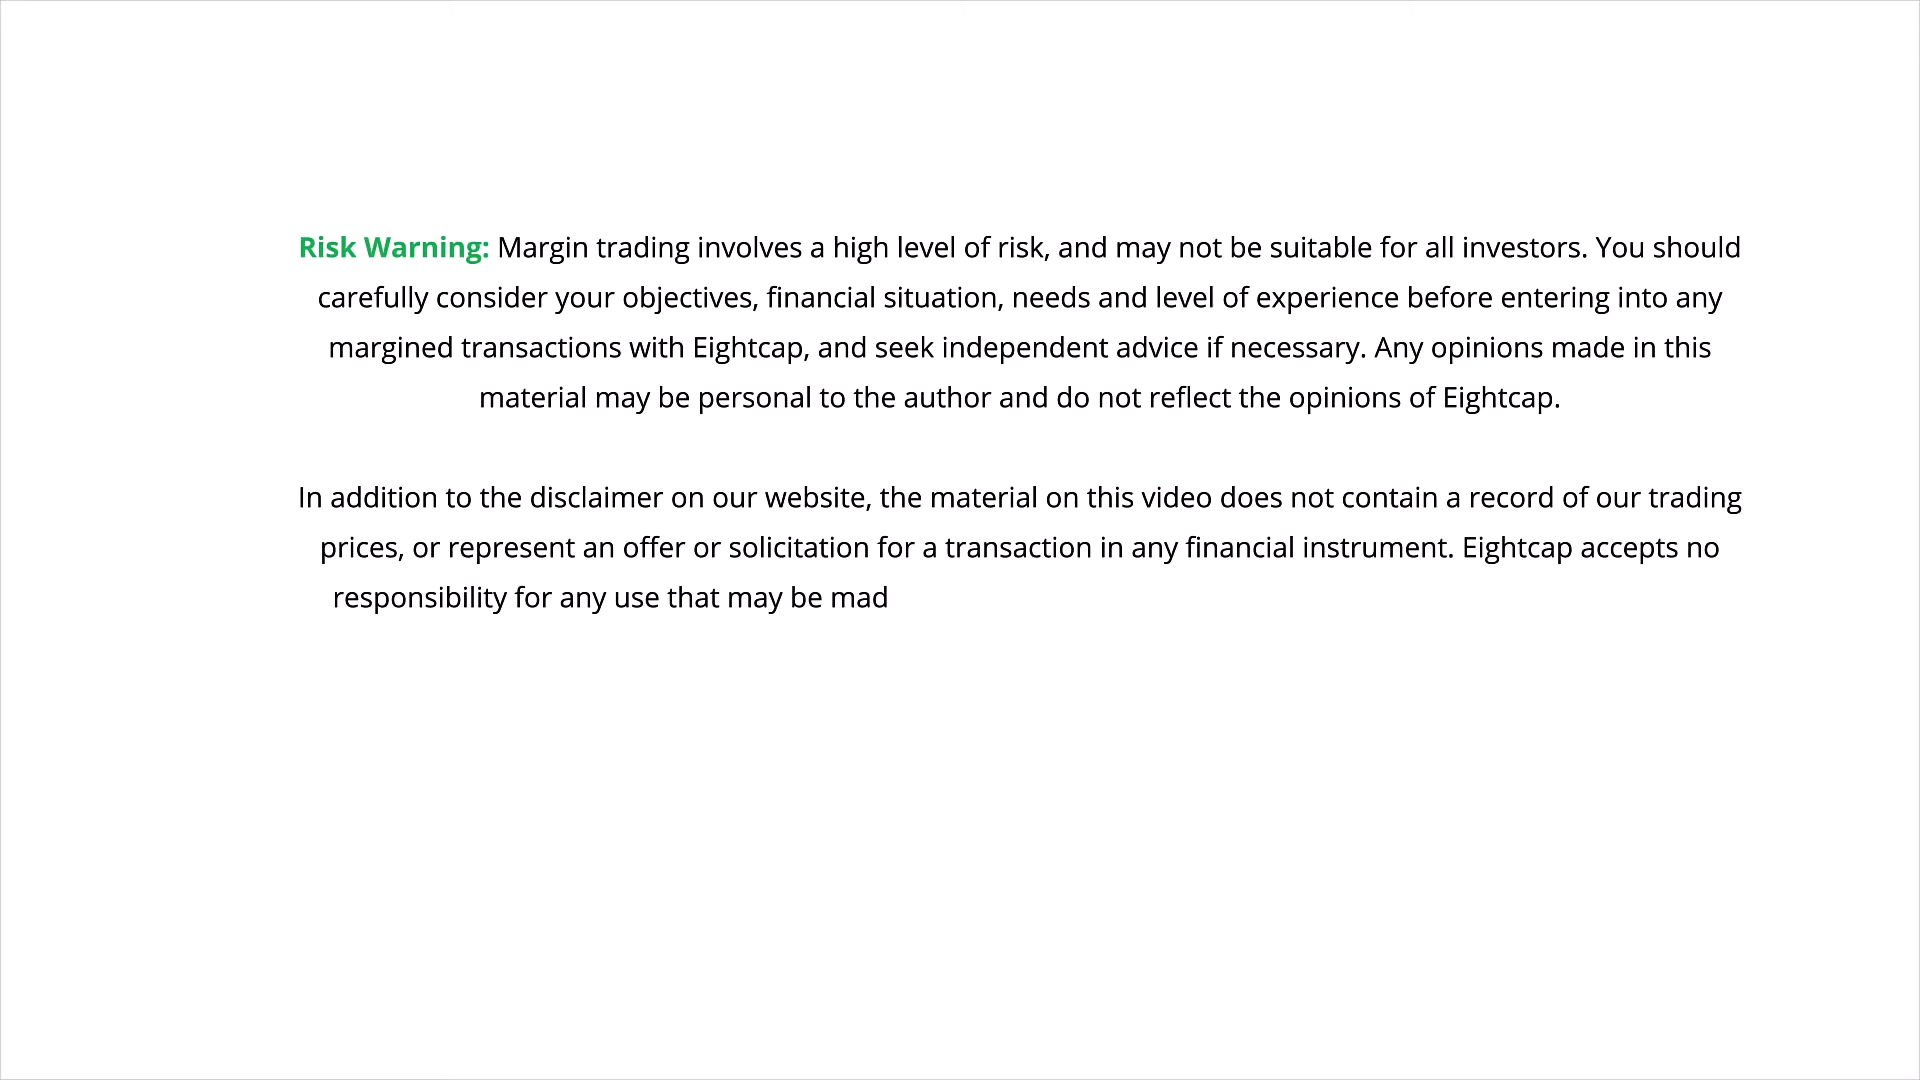 Risk Warning: Margin trading involves a high level of risk, and may not be suitable for all investors. You should
carefully consider your objectives, financial situation, needs and level of experience before entering into any
margined transactions with Eightcap, and seek independent advice if necessary. Any opinions made in this
material may be personal to the author and do not reflect the opinions of Eightcap.
In addition to the disclaimer on our website, the material on this video does not contain a record of our trading
prices, or represent an offer or solicitation for a transaction in any financial instrument. Eightcap accepts no
responsibility for any use that may be mad